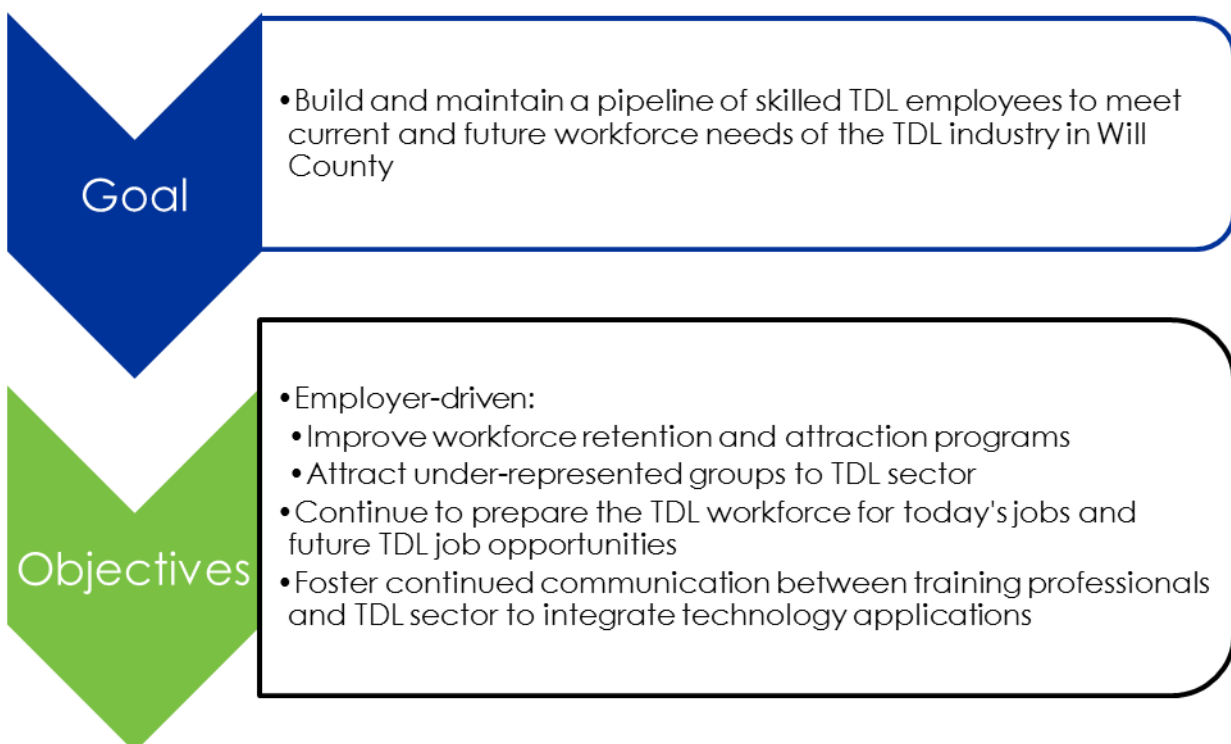 Goal
•Build and maintain a pipeline of skilled TDL employees to meet
current and future workforce needs of the TDL industry in Will
County
Objectives
•Employer-driven:
•Improve workforce retention and attraction programs
•Attract under-represented groups to TDL sector
•Continue to prepare the TDL workforce for today's jobs and
future TDL job opportunities
•Foster continued communication between training professionals
and TDL sector to integrate technology applications